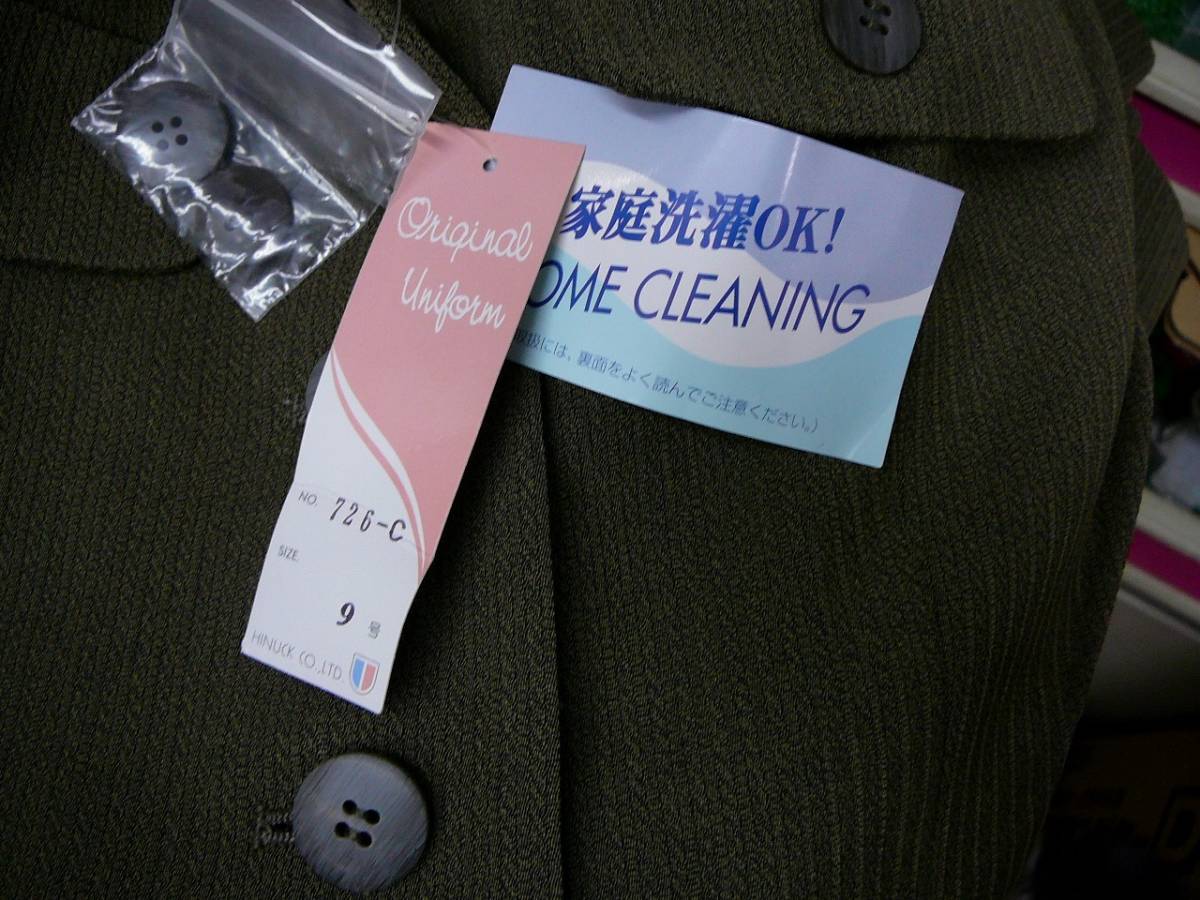 Original
Uniform
NO. 726-C
SIZE.
9号
HINUCK CO.,LTD.
家庭洗濯OK!
OME CLEANING
扱には、裏面をよく読んでご注意ください。)